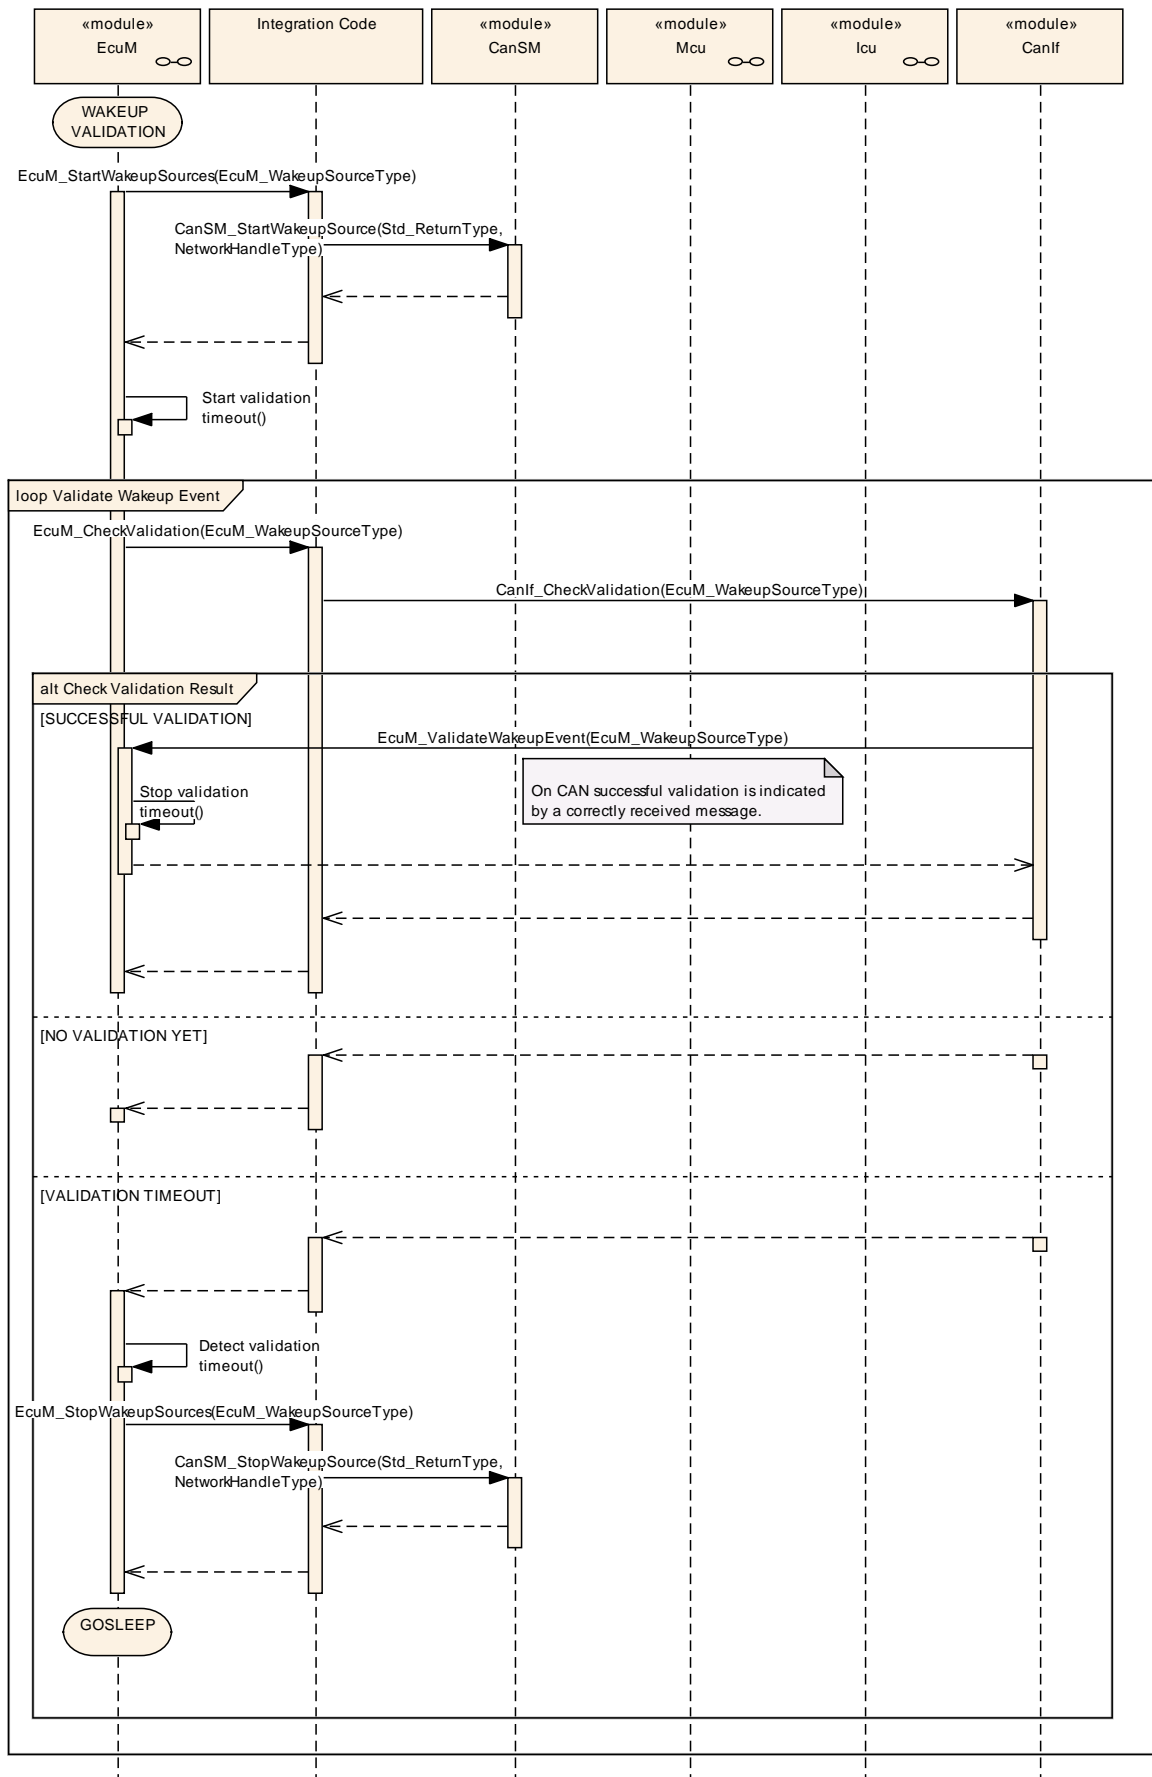 «module»
EcuM
Integration Code
«module»
CanSM
«module»
Mcu
«module»
Icu
«module»
CanIf
WAKEUP
VALIDATION
EcuM_StartWakeupSources(EcuM_WakeupSourceType)
CanSM_StartWakeupSource(Std_ReturnType,
NetworkHandleType)
Start validation
timeout()
loop Validate Wakeup Event
EcuM_CheckValidation(EcuM_WakeupSourceType)
CanIf_CheckValidation(EcuM_WakeupSourceType)
alt Check Validation Result
[SUCCESSFUL VALIDATION]
EcuM_ValidateWakeupEvent(EcuM_WakeupSourceType)
On CAN successful validation is indicated
by a correctly received message.
Stop validation
timeout()
[NO VALIDATION YET]
[VALIDATION TIMEOUT]
Detect validation
timeout()
EcuM_StopWakeupSources(EcuM_WakeupSourceType)
CanSM_StopWakeupSource(Std_ReturnType,
NetworkHandleType)
GOSLEEP